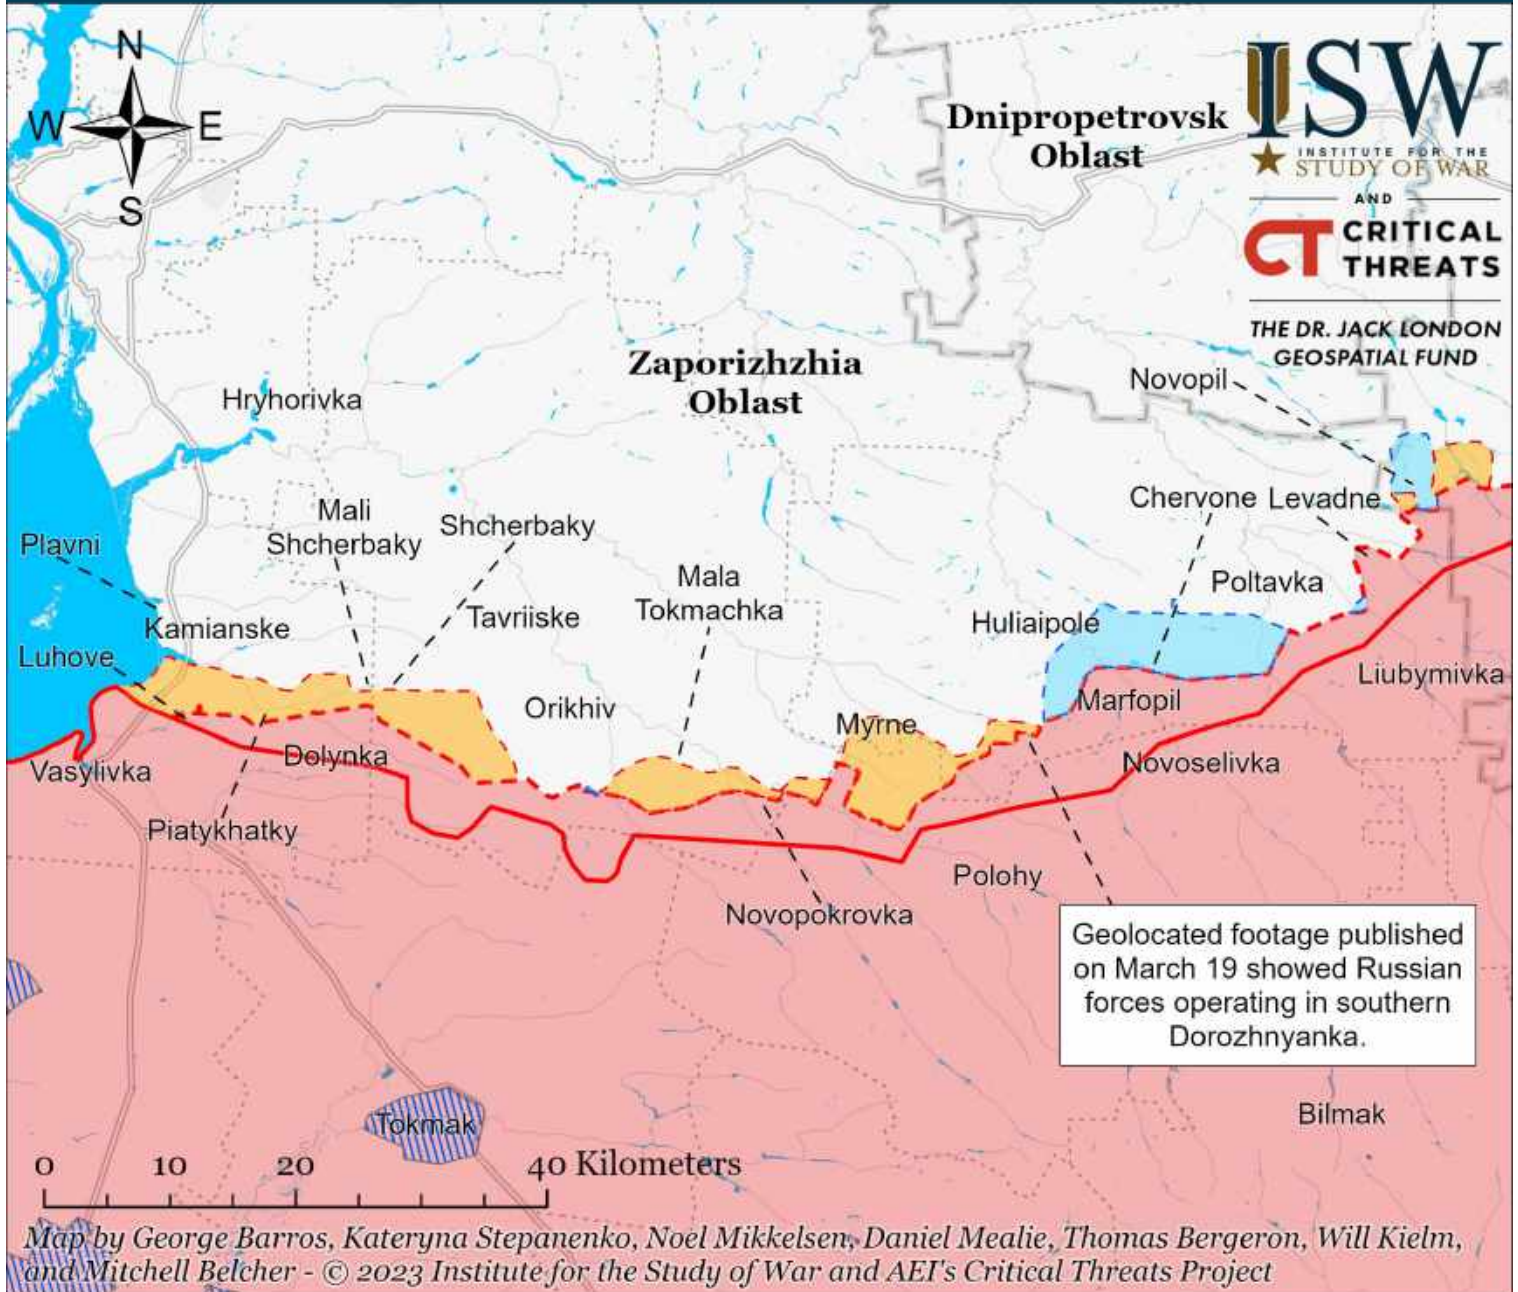 N
W E
S
Dnipropetrovsk
Oblast
ISW
INSTITUTE FOR THE
STUDY OF WAR
AND
CT CRITICAL
THREATS
THE DR. JACK LONDON
GEOSPATIAL FUND
Zaporizhzhia
Oblast
Novopil
Hryhorivka
Chervone
Levadne
Mali
Shcherbaky
Shcherbaky
Plavni
Mala
Tokmachka
Poltavka
Tavriiske
Huliaipole
Kamianske
Luhove
Liubymivka
Orikhiv
Marfopil
Myrne
Dolynka
Vasylivka
Novoselivka
Piatykhatky
Polohy
Novopokrovka
Geolocated footage published
on March 19 showed Russian
forces operating in southern
Dorozhnyanka.
Tokmak
Bilmak
0 10 20 40 Kilometers
Map by George Barros, Kateryna Stepanenko, Noel Mikkelsen, Daniel Mealie, Thomas Bergeron, Will Kielm,
and Mitchell Belcher - © 2023 Institute for the Study of War and AEI's Critical Threats Project